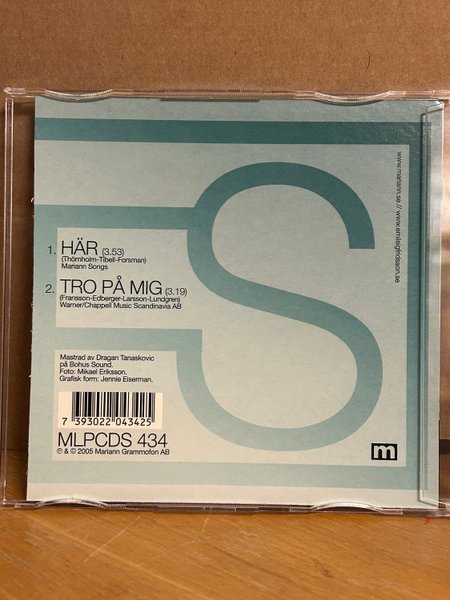 1. HÄR (3.53)
(Thörnholm-Tibell-Forsman)
Mariann Songs
2. TRO PÅ MIG (3.19)
(Fransson-Edberger-Larsson-Lundgren)
Warner/Chappell Music Scandinavia AB
Mastrad av Dragan Tanaskovic
på Bohus Sound.
Foto: Mikael Eriksson.
Grafisk form: Jennie Eiserman.
7 393022 043425
MLPCDS 434
℗ & © 2005 Mariann Grammofon AB
m
S
www.mariann.se // www.emilsigfridsson.se